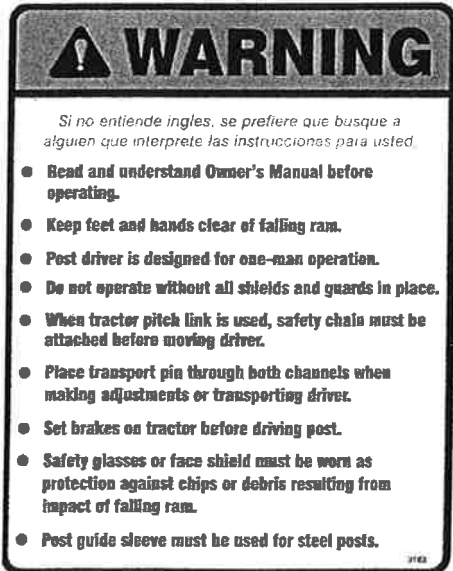 WARNING
Si no entiende ingles, se prefiere que busque a
alguien que interprete las instrucciones para usted.
● Read and understand Owner's Manual before
operating.
● Keep feet and hands clear of falling ram.
● Post driver is designed for one-man operation.
● Do not operate without all shields and guards in place.
● When tractor pitch link is used, safety chain must be
attached before moving driver.
● Place transport pin through both channels when
making adjustments or transporting driver.
● Set brakes on tractor before driving post.
● Safety glasses or face shield must be worn as
protection against chips or debris resulting from
impact of falling ram.
● Post guide sleeve must be used for steel posts.